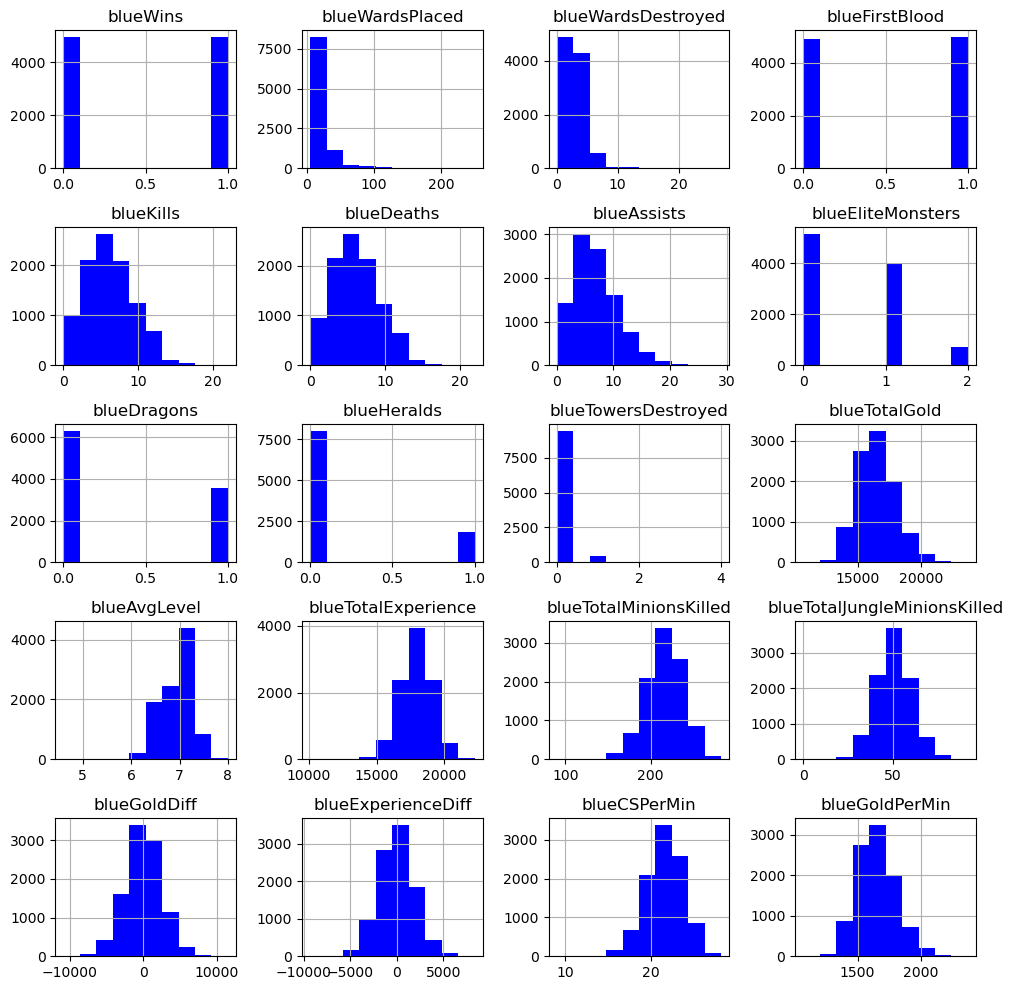 blueWins blueWardsPlaced blueWardsDestroyed blueFirstBlood
4000 7500 4000 4000
2000 5000 2000 2000
2500
0 0 0 0
0.0 0.5 1.0 0 100 200 0 10 20 0.0 0.5 1.0
blueKills blueDeaths blueAssists blueEliteMonsters
2000 2000 3000 4000
1000 1000 2000 2000
1000
0 0 0 0
0 10 20 0 10 20 0 10 20 30 0 1 2
blueDragons blueHeralds blueTowersDestroyed blueTotalGold
6000 7500 7500 3000
4000 5000 5000 2000
2000 2500 2500 1000
0 0 0 0
0.0 0.5 1.0 0.0 0.5 1.0 0 2 4 15000 20000
blueAvgLevel blueTotalExperience blueTotalMinionsKilled blueTotalJungleMinionsKilled
4000 4000 3000 3000
2000 2000 2000 2000
1000 1000
0 0 0 0
5 6 7 8 10000 15000 20000 100 200 0 50
blueGoldDiff blueExperienceDiff blueCSPerMin blueGoldPerMin
3000 3000 3000 3000
2000 2000 2000 2000
1000 1000 1000 1000
0 0 0 0
−10000 0 10000 −10000 −5000 0 5000 10 20 1500 2000